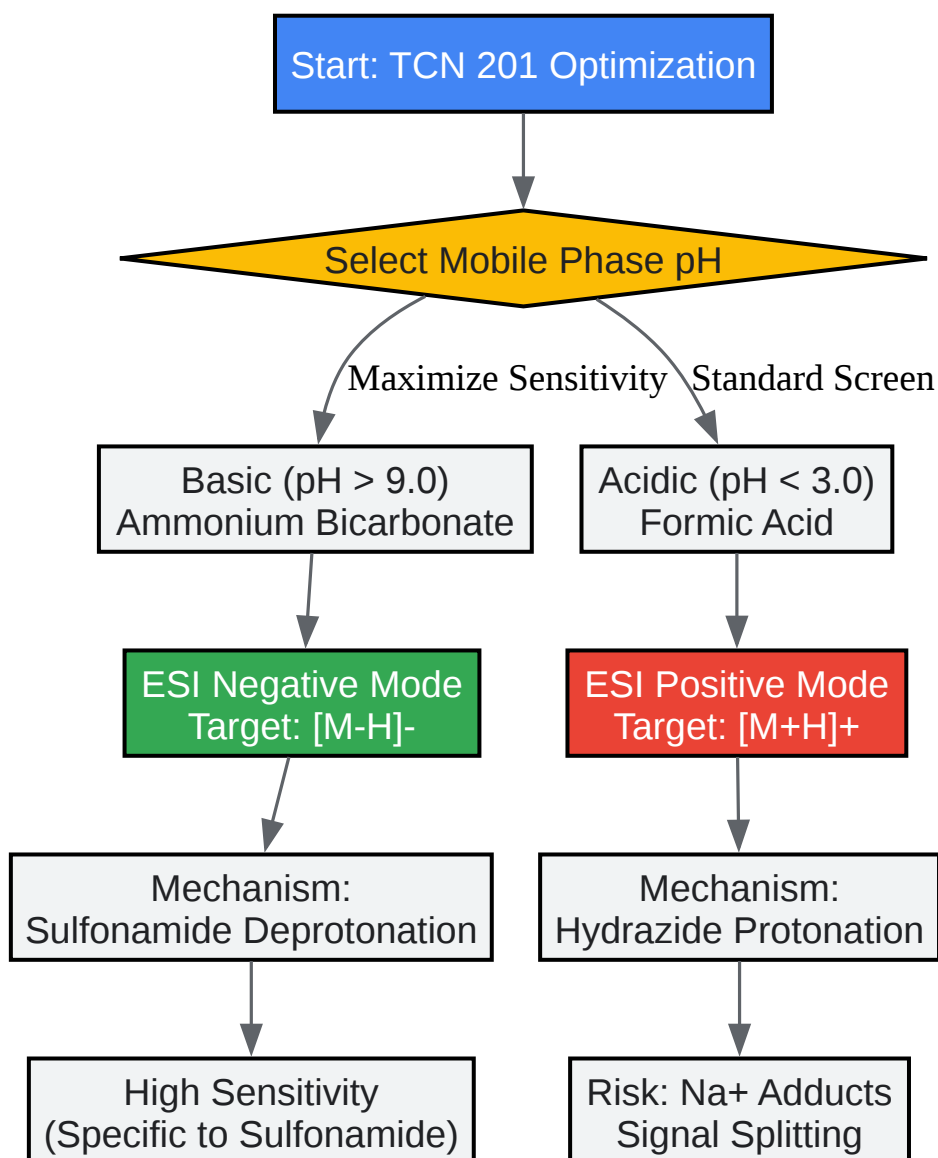 Start: TCN 201 Optimization
Select Mobile Phase pH
Maximize Sensitivity
Standard Screen
Basic (pH > 9.0)
Ammonium Bicarbonate
Acidic (pH < 3.0)
Formic Acid
ESI Negative Mode
Target: [M-H]-
ESI Positive Mode
Target: [M+H]+
Mechanism:
Sulfonamide Deprotonation
Mechanism:
Hydrazide Protonation
High Sensitivity
(Specific to Sulfonamide)
Risk: Na+ Adducts
Signal Splitting